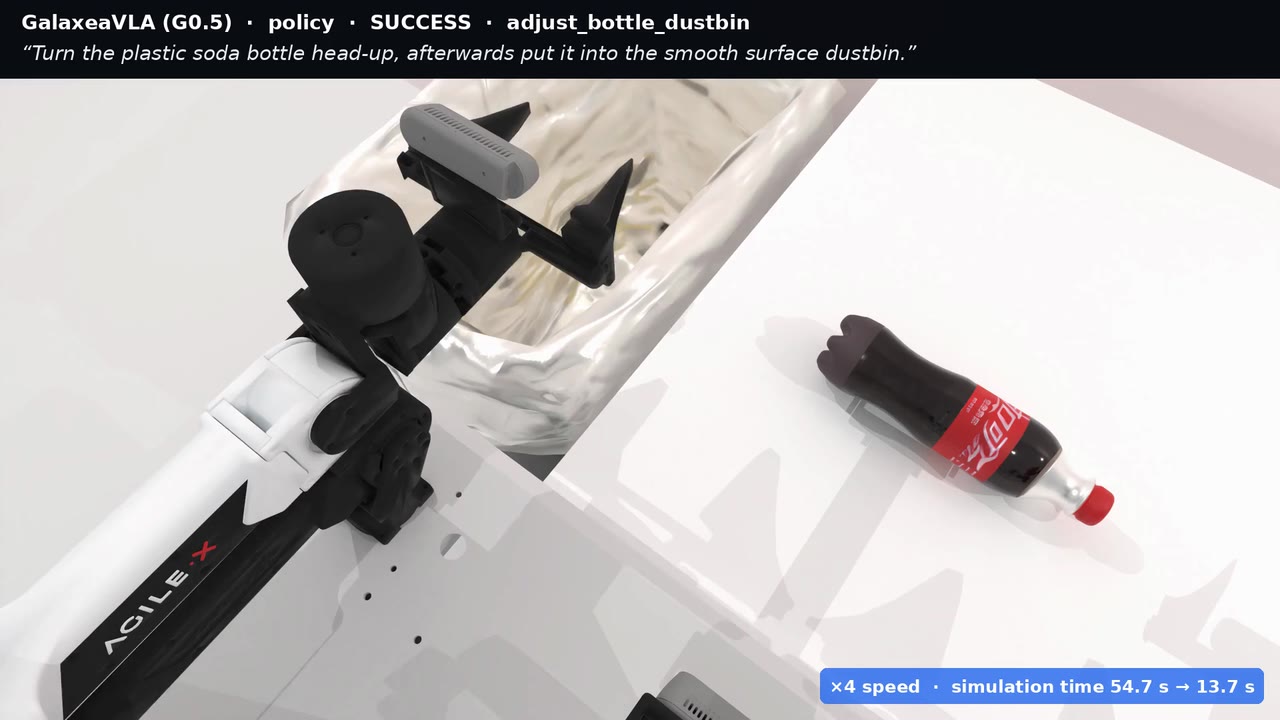 GalaxeaVLA (G0.5) · policy · SUCCESS · adjust_bottle_dustbin
“Turn the plastic soda bottle head-up, afterwards put it into the smooth surface dustbin.”
AGILE·X
×4 speed · simulation time 54.7 s → 13.7 s